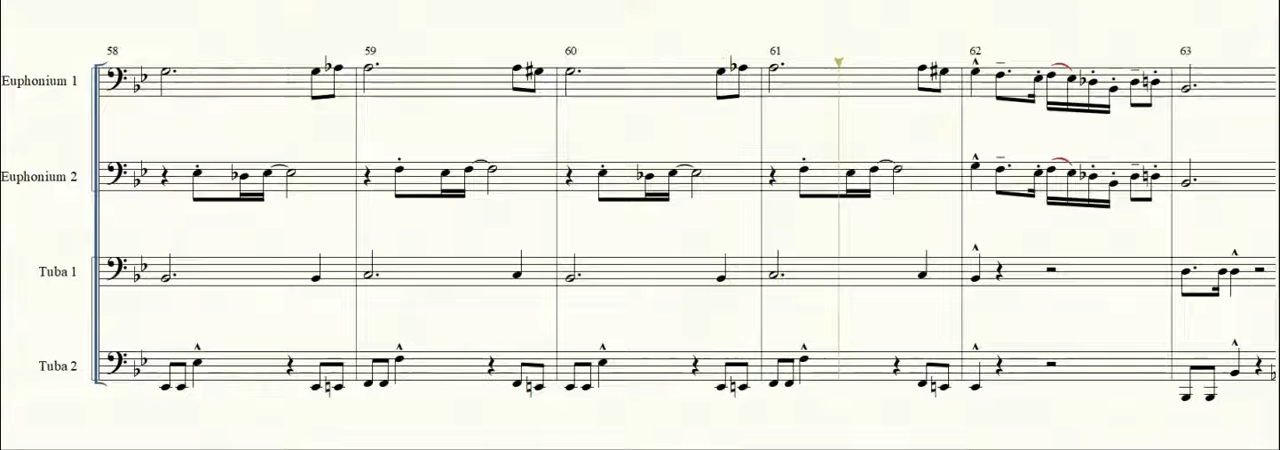 58 59 60 61 62 63
Euphonium 1
Euphonium 2
Tuba 1
Tuba 2